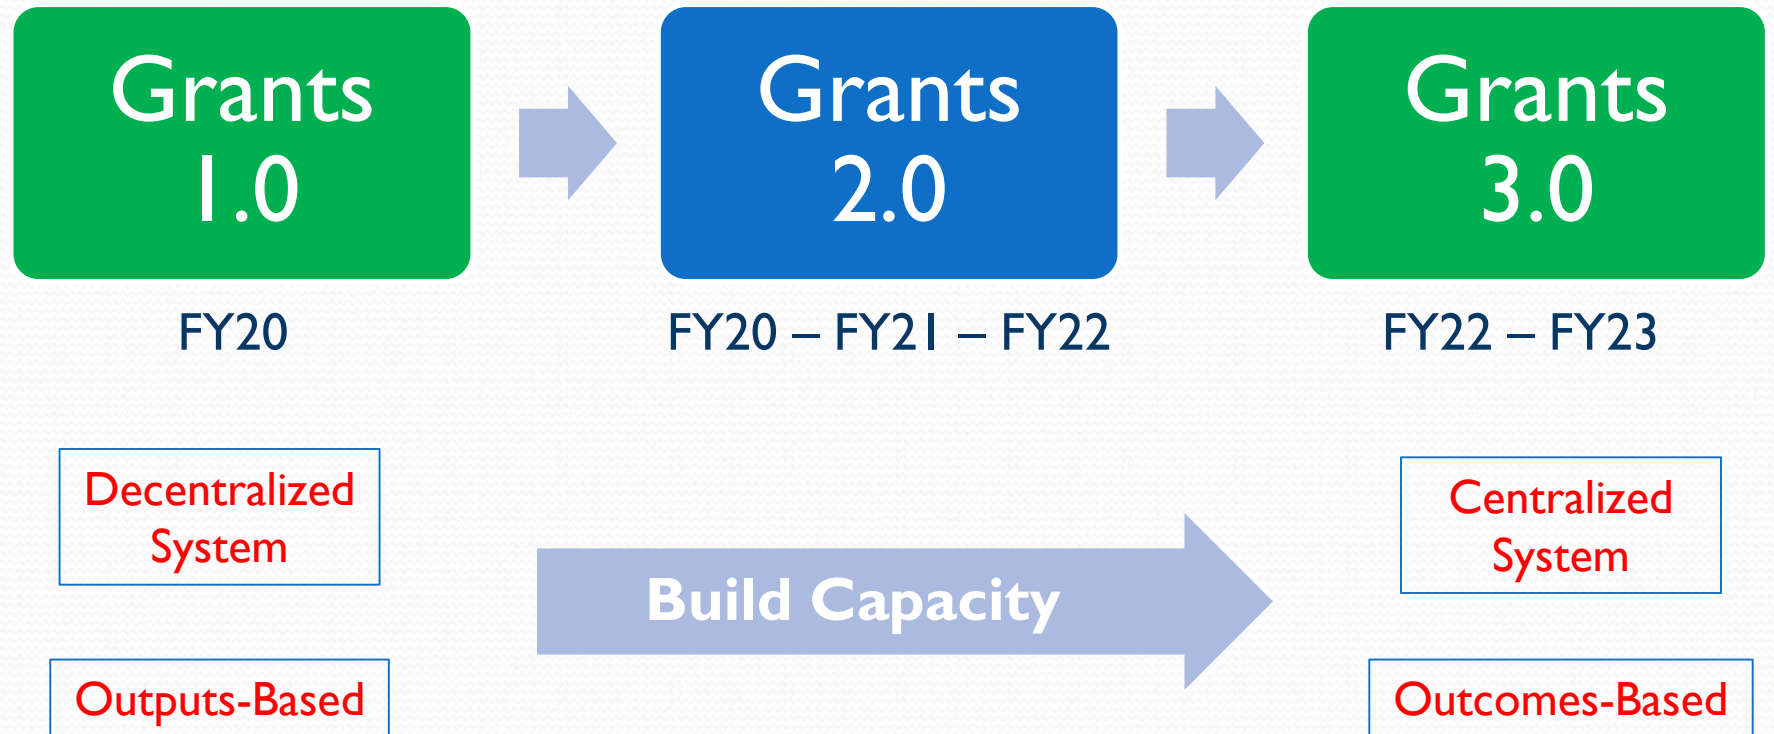 Grants
1.0
Grants
2.0
Grants
3.0
FY20
FY20 – FY21 – FY22
FY22 – FY23
Decentralized
System
Build Capacity
Centralized
System
Outputs-Based
Outcomes-Based